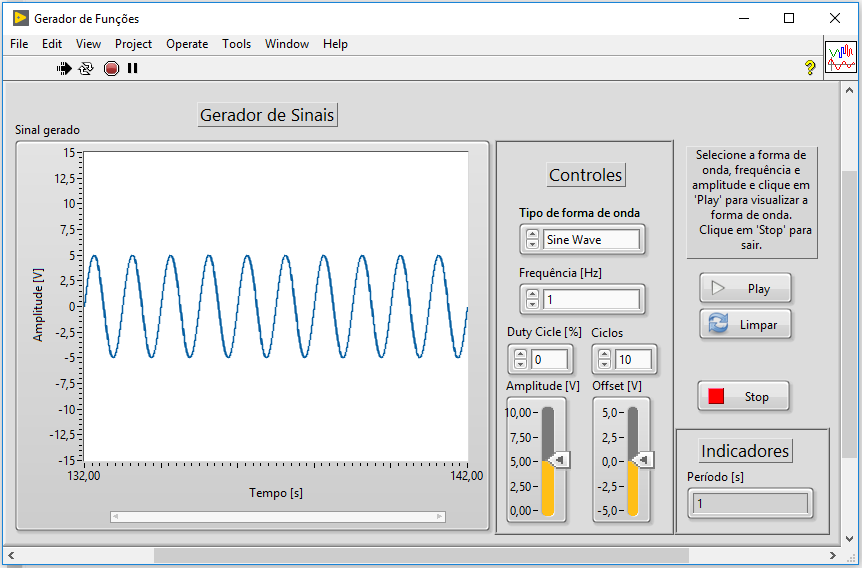 Gerador de Funções
File Edit View Project Operate Tools Window Help
?
Gerador de Sinais
Sinal gerado
15
12,5
10
7,5
5
2,5
0
-2,5
-5
-7,5
-10
-12,5
-15
Amplitude [V]
132,00 142,00
Tempo [s]
Controles
Tipo de forma de onda
Sine Wave
Frequência [Hz]
1
Duty Cicle [%] Ciclos
0 10
Amplitude [V] Offset [V]
10,00 5,0
7,50 2,5
5,00 0,0
2,50 -2,5
0,00 -5,0
Selecione a forma de
onda, frequência e
amplitude e clique em
'Play' para visualizar a
forma de onda.
Clique em 'Stop' para
sair.
Play
Limpar
Stop
Indicadores
Período [s]
1